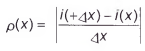 ρ(x) = | i(+Δx) – i(x) / Δx |